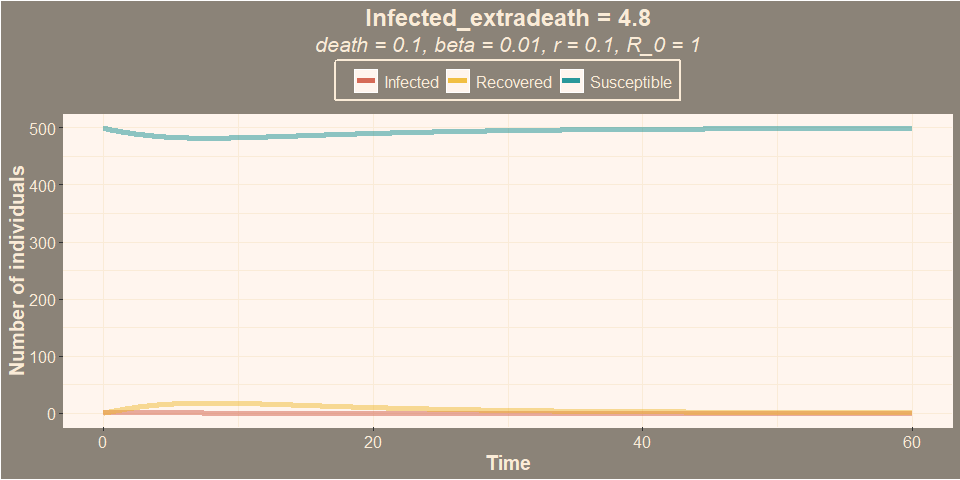 Infected_extradeath = 4.8
death = 0.1, beta = 0.01, r = 0.1, R_0 = 1
Infected Recovered Susceptible
Number of individuals
500
400
300
200
100
0
0 20 40 60
Time